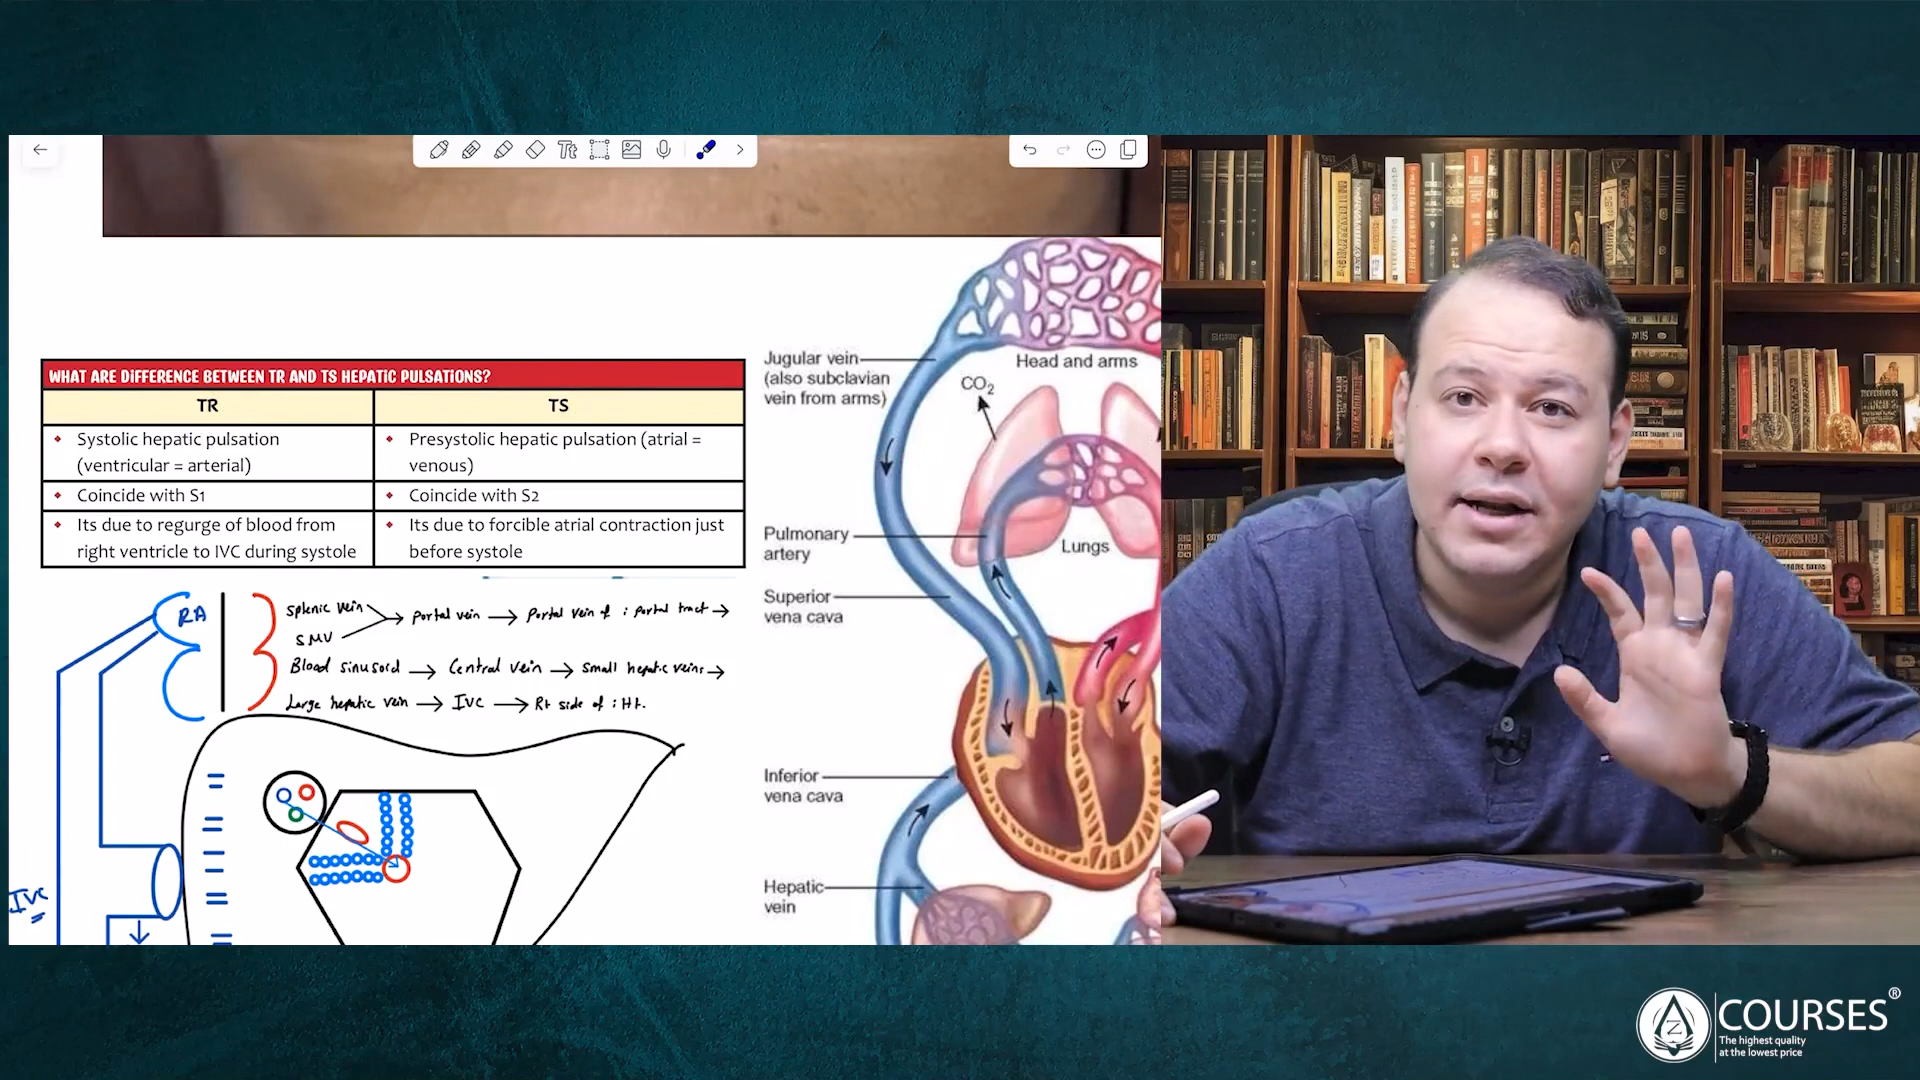 WHAT ARE DIFFERENCE BETWEEN TR AND TS HEPATIC PULSATIONS?
TR
TS
Systolic hepatic pulsation
(ventricular = arterial)
Presystolic hepatic pulsation (atrial =
venous)
Coincide with S1
Coincide with S2
Its due to regurge of blood from
right ventricle to IVC during systole
Its due to forcible atrial contraction just
before systole
RA
splenic vein
SMV
→ portal vein → portal vein of : portal tract →
Blood sinusoid → Central vein → small hepatic veins →
Large hepatic vein → IVC → Rt side of : Ht.
IVC
Jugular vein
(also subclavian
vein from arms)
Head and arms
CO2
Pulmonary
artery
Lungs
Superior
vena cava
Inferior
vena cava
Hepatic
vein
Tt
AZ
COURSES®
The highest quality
at the lowest price